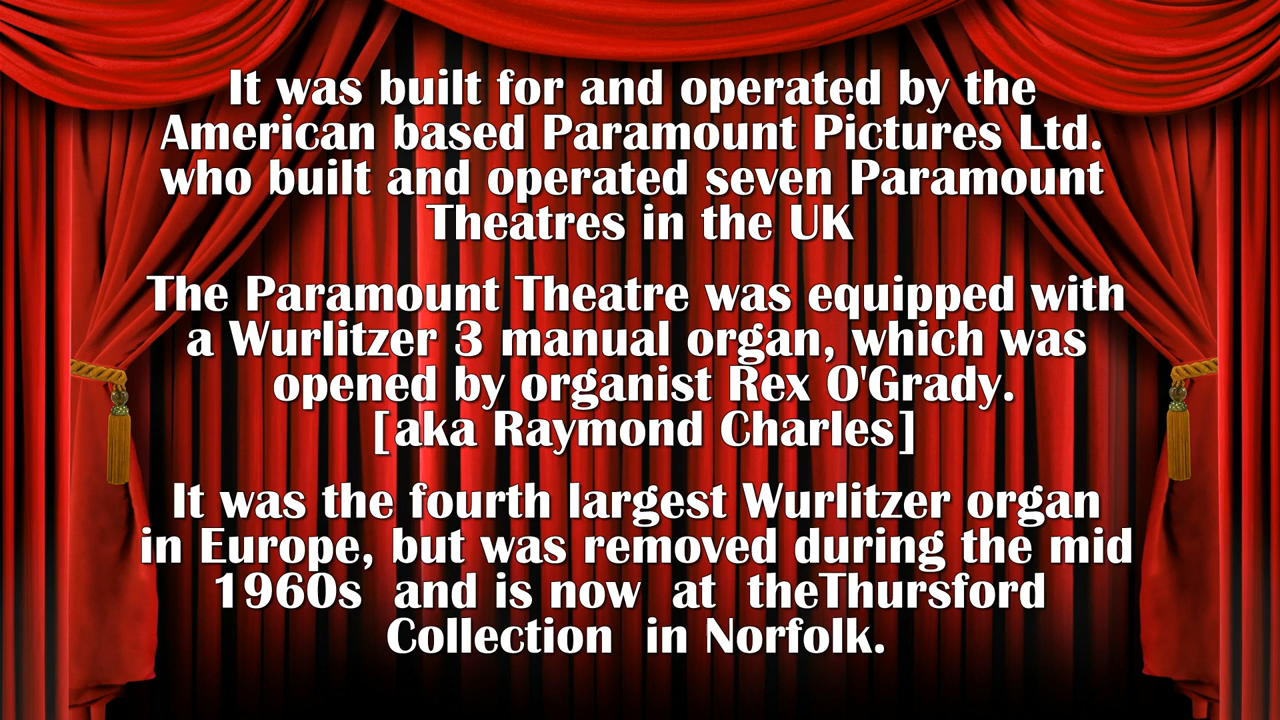 It was built for and operated by the
American based Paramount Pictures Ltd.
who built and operated seven Paramount
Theatres in the UK
The Paramount Theatre was equipped with
a Wurlitzer 3 manual organ, which was
opened by organist Rex O'Grady.
[aka Raymond Charles]
It was the fourth largest Wurlitzer organ
in Europe, but was removed during the mid
1960s  and is now  at  theThursford
Collection  in Norfolk.